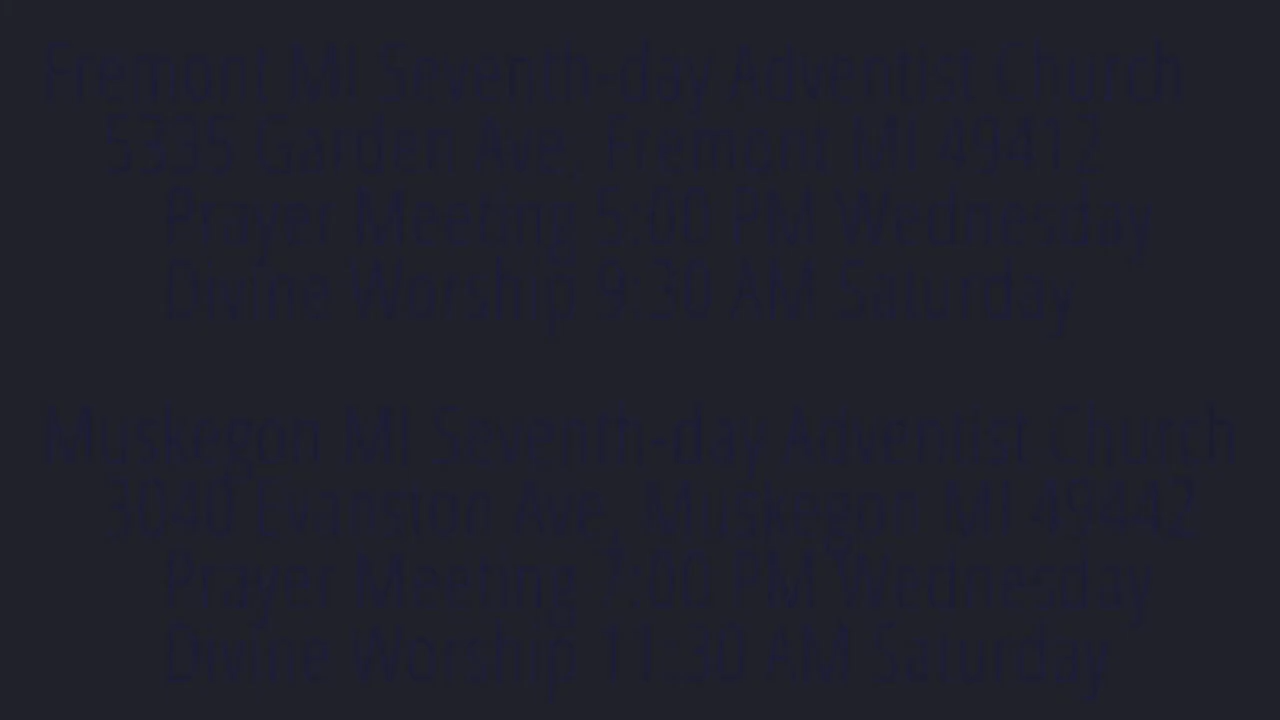 Fremont MI Seventh-day Adventist Church
5335 Garden Ave, Fremont MI 49412
Prayer Meeting 5:00 PM Wednesday
Divine Worship 9:30 AM Saturday
Muskegon MI Seventh-day Adventist Church
3040 Evanston Ave, Muskegon MI 49442
Prayer Meeting PM Wednesday
Divine Worship 11:30 AM Saturday